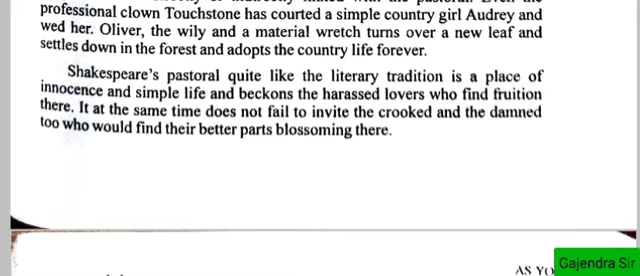 professional clown Touchstone has courted a simple country girl Audrey and
wed her. Oliver, the wily and a material wretch turns over a new leaf and
settles down in the forest and adopts the country life forever.
Shakespeare's pastoral quite like the literary tradition is a place of
innocence and simple life and beckons the harassed lovers who find fruition
there. It at the same time does not fail to invite the crooked and the damned
too who would find their better parts blossoming there.
AS YO
Gajendra Sir